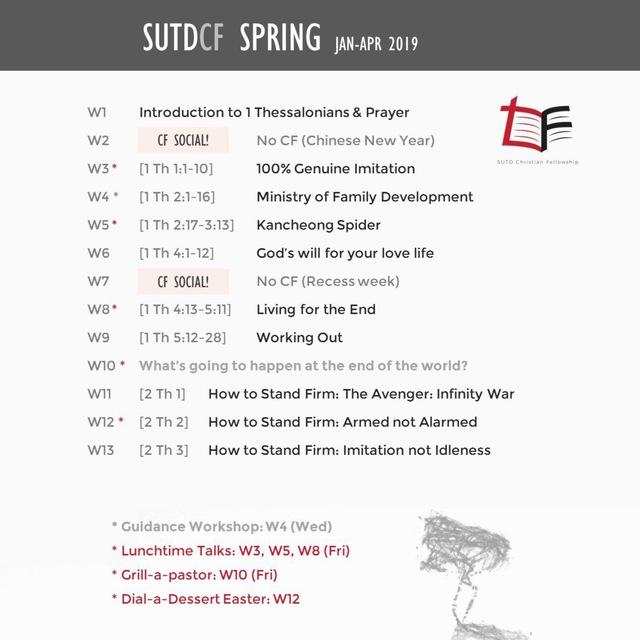 SUTDCF SPRING JAN-APR 2019
W1 Introduction to 1 Thessalonians & Prayer
W2 CF SOCIAL! No CF (Chinese New Year)
W3 * [1 Th 1:1-10] 100% Genuine Imitation
W4 * [1 Th 2:1-16] Ministry of Family Development
W5 * [1 Th 2:17-3:13] Kancheong Spider
W6 [1 Th 4:1-12] God's will for your love life
W7 CF SOCIAL! No CF (Recess week)
W8 * [1 Th 4:13-5:11] Living for the End
W9 [1 Th 5:12-28] Working Out
W10 * What's going to happen at the end of the world?
W11 [2 Th 1] How to Stand Firm: The Avenger: Infinity War
W12 * [2 Th 2] How to Stand Firm: Armed not Alarmed
W13 [2 Th 3] How to Stand Firm: Imitation not Idleness
SUTD Christian Fellowship
* Guidance Workshop: W4 (Wed)
* Lunchtime Talks: W3, W5, W8 (Fri)
* Grill-a-pastor: W10 (Fri)
* Dial-a-Dessert Easter: W12